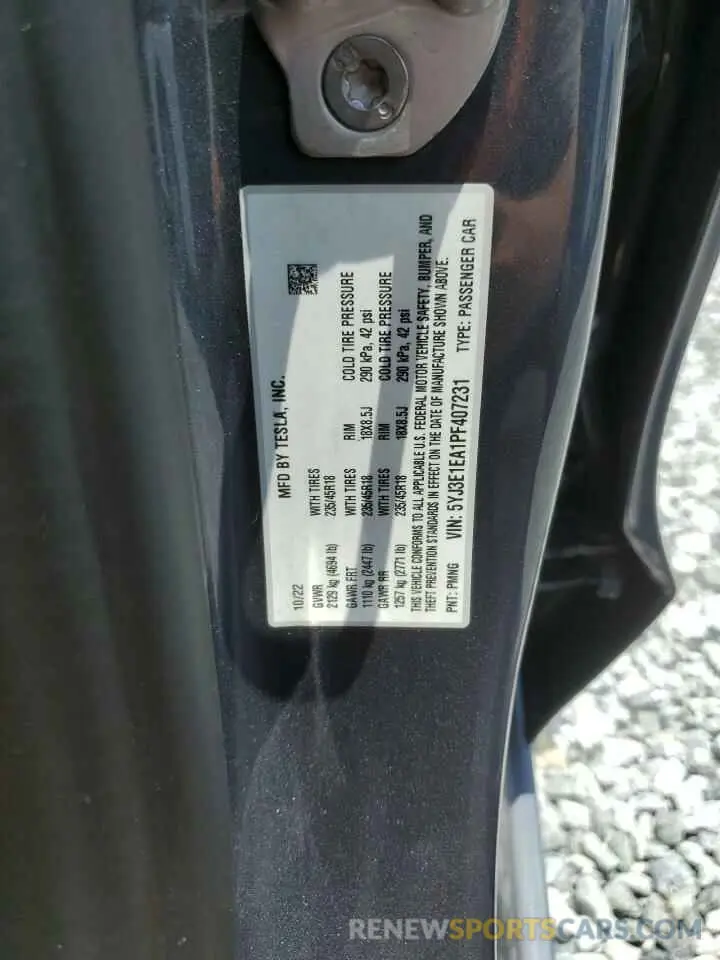 MFD BY TESLA, INC.
10/22
GVWR WITH TIRES RIM COLD TIRE PRESSURE
2129 kg (4694 lb) 235/45R18 18X8.5J 290 kPa, 42 psi
GAWR FRT WITH TIRES RIM COLD TIRE PRESSURE
1110 kg (2447 lb) 235/45R18 18X8.5J 290 kPa, 42 psi
GAWR RR WITH TIRES
1257 kg (2771 lb) 235/45R18
THIS VEHICLE CONFORMS TO ALL APPLICABLE U.S. FEDERAL MOTOR VEHICLE SAFETY, BUMPER, AND
THEFT PREVENTION STANDARDS IN EFFECT ON THE DATE OF MANUFACTURE SHOWN ABOVE.
PNT: PMNG VIN: 5YJ3E1EA1PF407231 TYPE: PASSENGER CAR
RENEWSPORTSCARS.COM